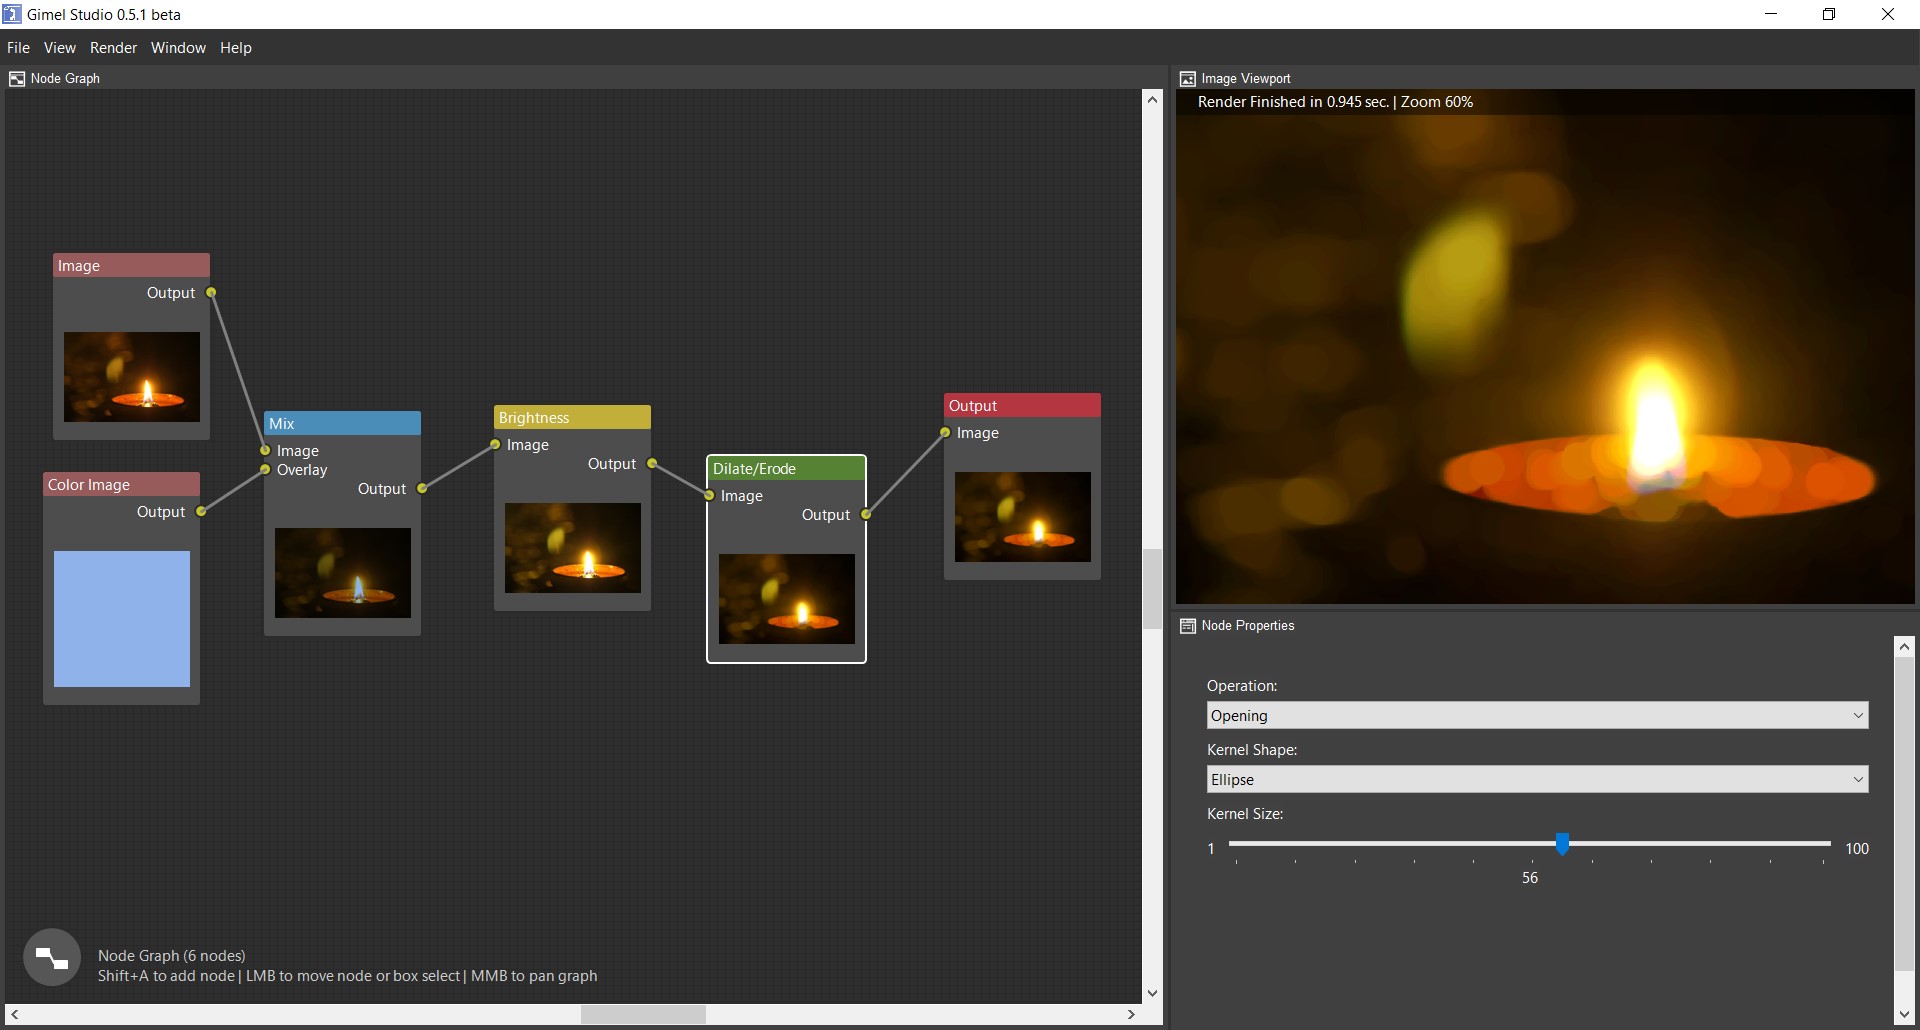 Gimel Studio 0.5.1 beta
File View Render Window Help
Node Graph
Image
Output
Color Image
Output
Mix
Image
Overlay
Output
Brightness
Image
Output
Dilate/Erode
Image
Output
Output
Image
Node Graph (6 nodes)
Shift+A to add node | LMB to move node or box select | MMB to pan graph
Image Viewport
Render Finished in 0.945 sec. | Zoom 60%
Node Properties
Operation:
Opening
Kernel Shape:
Ellipse
Kernel Size:
1 100
56